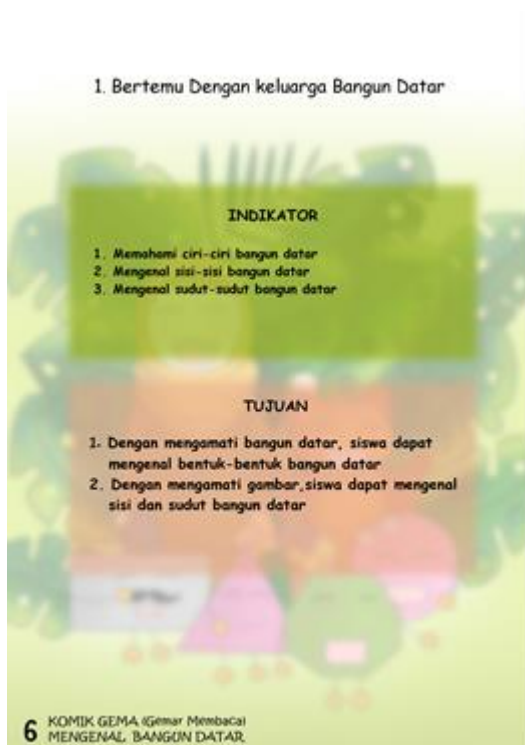 1. Bertemu Dengan keluarga Bangun Datar
INDIKATOR
1. Memahami ciri-ciri bangun datar
2. Mengenal sisi-sisi bangun datar
3. Mengenal sudut-sudut bangun datar
TUJUAN
1. Dengan mengamati bangun datar, siswa dapat
mengenal bentuk-bentuk bangun datar
2. Dengan mengamati gambar,siswa dapat mengenal
sisi dan sudut bangun datar
6 KOMIK GEMA (Gemar Membaca)
MENGENAL BANGUN DATAR